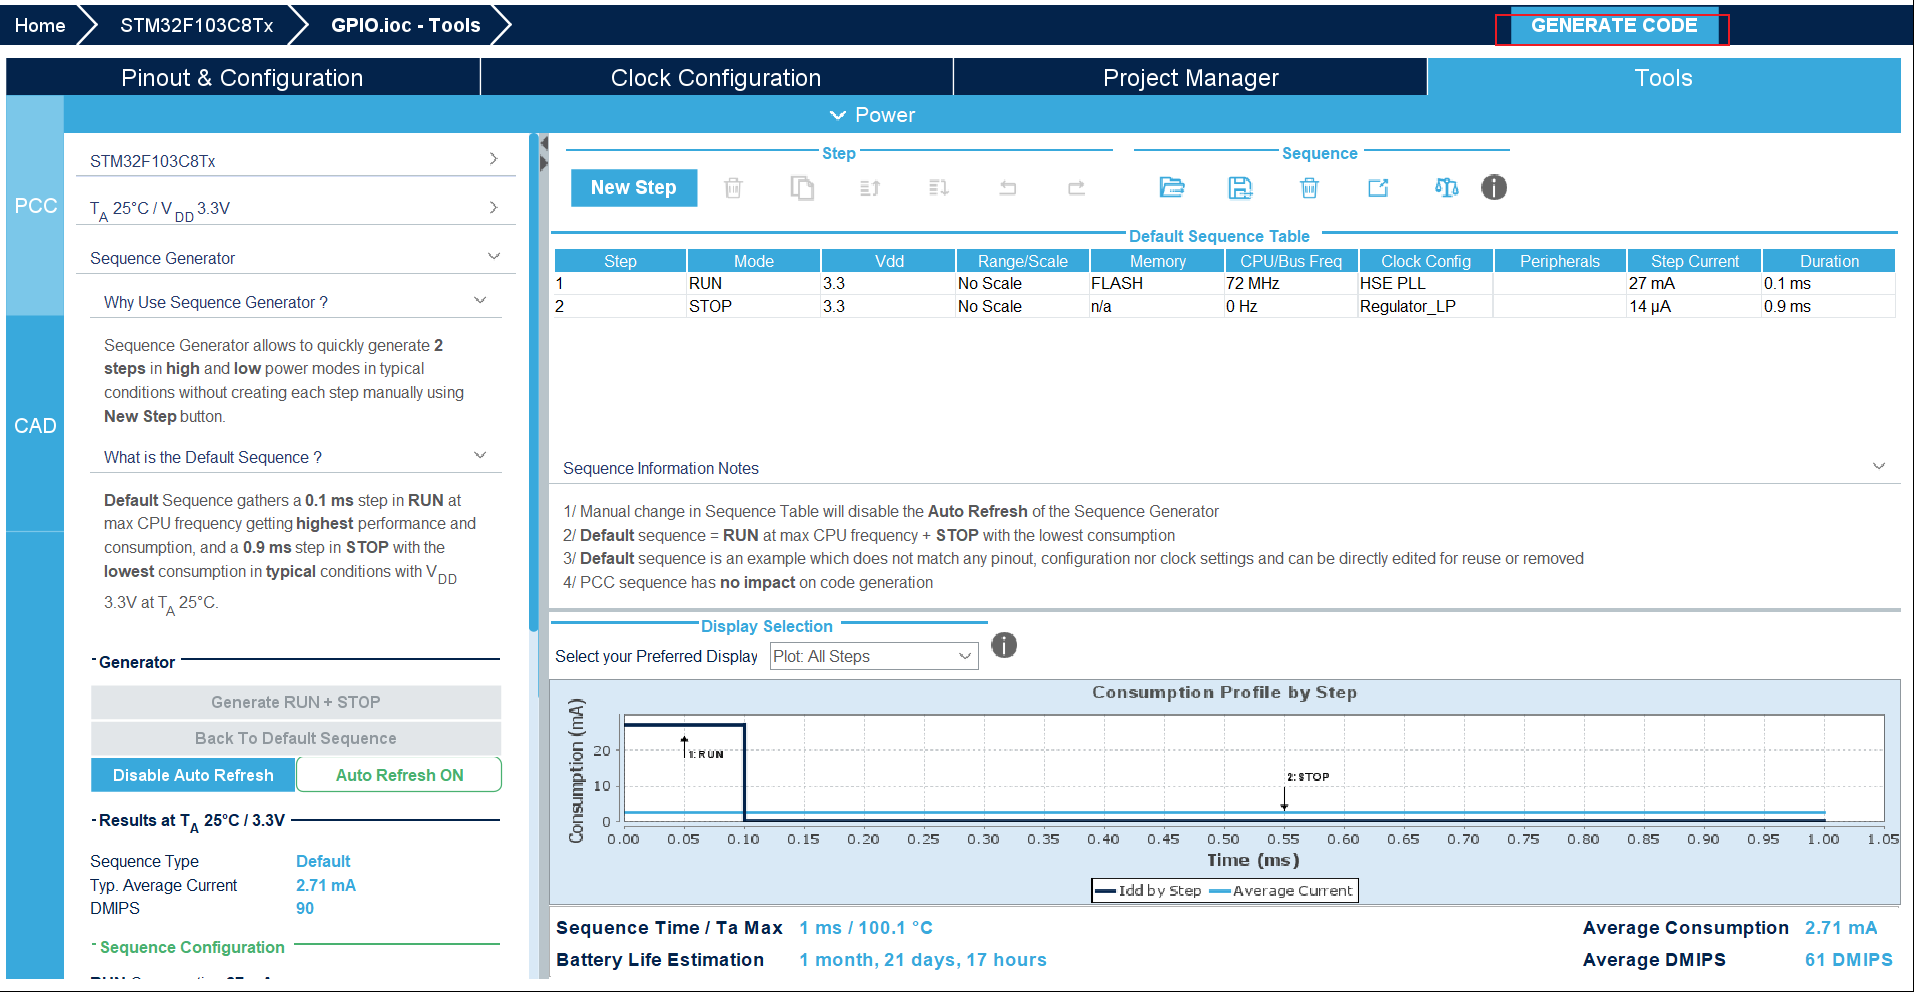 Home
STM32F103C8Tx
GPIO.ioc - Tools
GENERATE CODE
Pinout & Configuration
Clock Configuration
Project Manager
Tools
Power
PCC
CAD
STM32F103C8Tx
TA 25°C / VDD 3.3V
Sequence Generator
Why Use Sequence Generator ?
Sequence Generator allows to quickly generate 2
steps in high and low power modes in typical
conditions without creating each step manually using
New Step button.
What is the Default Sequence ?
Default Sequence gathers a 0.1 ms step in RUN at
max CPU frequency getting highest performance and
consumption, and a 0.9 ms step in STOP with the
lowest consumption in typical conditions with VDD
3.3V at TA 25°C.
Generator
Generate RUN + STOP
Back To Default Sequence
Disable Auto Refresh
Auto Refresh ON
Results at TA 25°C / 3.3V
Sequence Type Default
Typ. Average Current 2.71 mA
DMIPS 90
Sequence Configuration
Step
New Step
Sequence
Default Sequence Table
Step Mode Vdd Range/Scale Memory CPU/Bus Freq Clock Config Peripherals Step Current Duration
1 RUN 3.3 No Scale FLASH 72 MHz HSE PLL 27 mA 0.1 ms
2 STOP 3.3 No Scale n/a 0 Hz Regulator_LP 14 µA 0.9 ms
Sequence Information Notes
1/ Manual change in Sequence Table will disable the Auto Refresh of the Sequence Generator
2/ Default sequence = RUN at max CPU frequency + STOP with the lowest consumption
3/ Default sequence is an example which does not match any pinout, configuration nor clock settings and can be directly edited for reuse or removed
4/ PCC sequence has no impact on code generation
Display Selection
Select your Preferred Display Plot: All Steps
Consumption Profile by Step
Consumption (mA)
20
10
0
1: RUN
2: STOP
0.00 0.05 0.10 0.15 0.20 0.25 0.30 0.35 0.40 0.45 0.50 0.55 0.60 0.65 0.70 0.75 0.80 0.85 0.90 0.95 1.00 1.05
Time (ms)
Idd by Step Average Current
Sequence Time / Ta Max 1 ms / 100.1 °C
Average Consumption 2.71 mA
Battery Life Estimation 1 month, 21 days, 17 hours
Average DMIPS 61 DMIPS